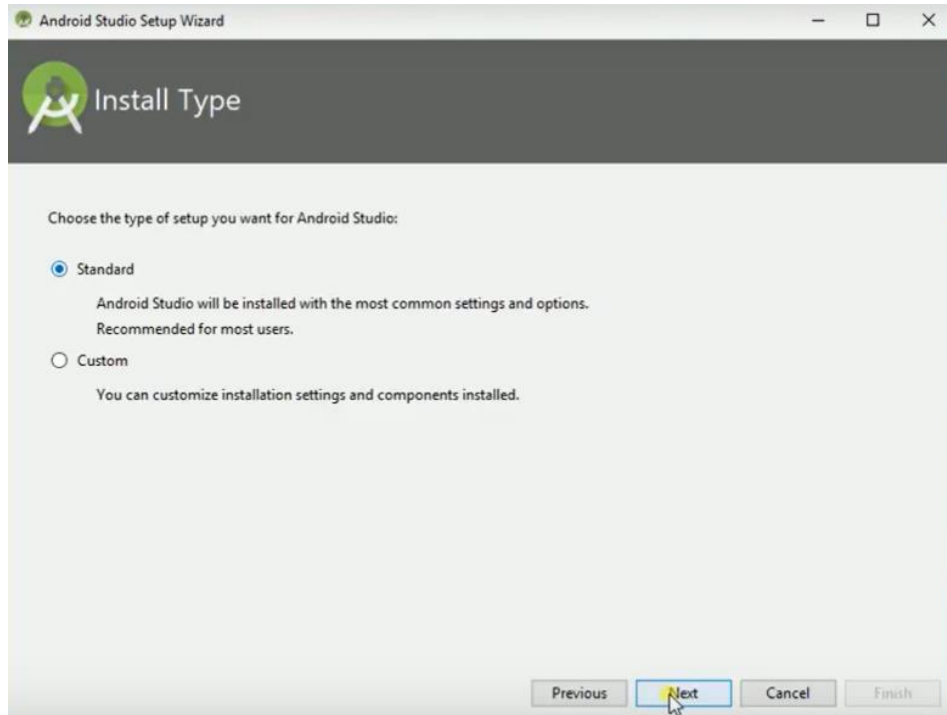 Android Studio Setup Wizard
Install Type
Choose the type of setup you want for Android Studio:
Standard
Android Studio will be installed with the most common settings and options.
Recommended for most users.
Custom
You can customize installation settings and components installed.
Previous Next Cancel Finish